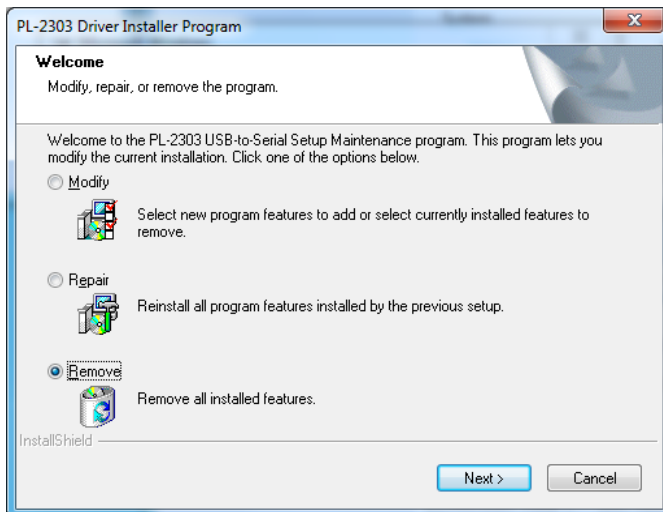 PL-2303 Driver Installer Program
Welcome
Modify, repair, or remove the program.
Welcome to the PL-2303 USB-to-Serial Setup Maintenance program. This program lets you
modify the current installation. Click one of the options below.
Modify
Select new program features to add or select currently installed features to
remove.
Repair
Reinstall all program features installed by the previous setup.
Remove
Remove all installed features.
InstallShield
Next >
Cancel